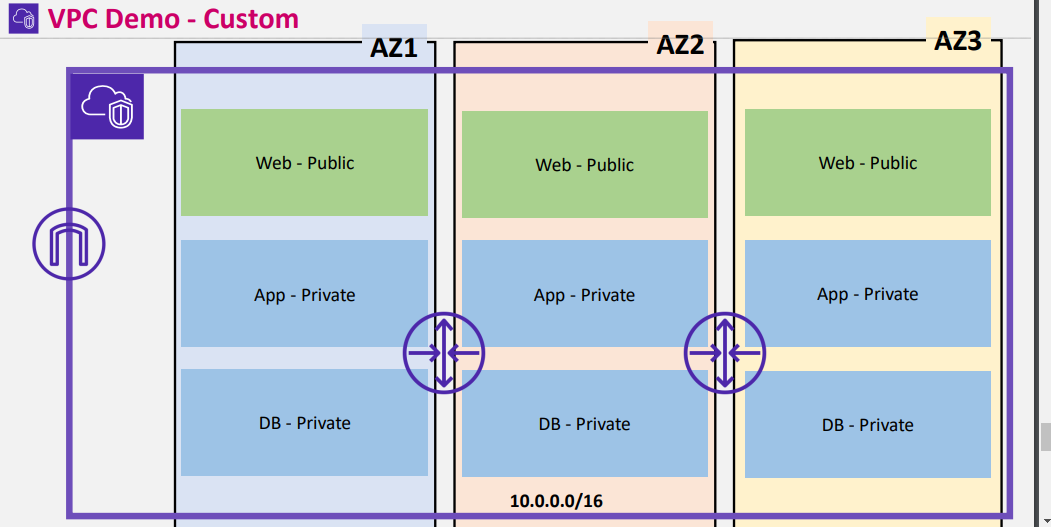 VPC Demo - Custom
AZ1
AZ2
AZ3
Web - Public
Web - Public
Web - Public
App - Private
App - Private
App - Private
DB - Private
DB - Private
DB - Private
10.0.0.0/16